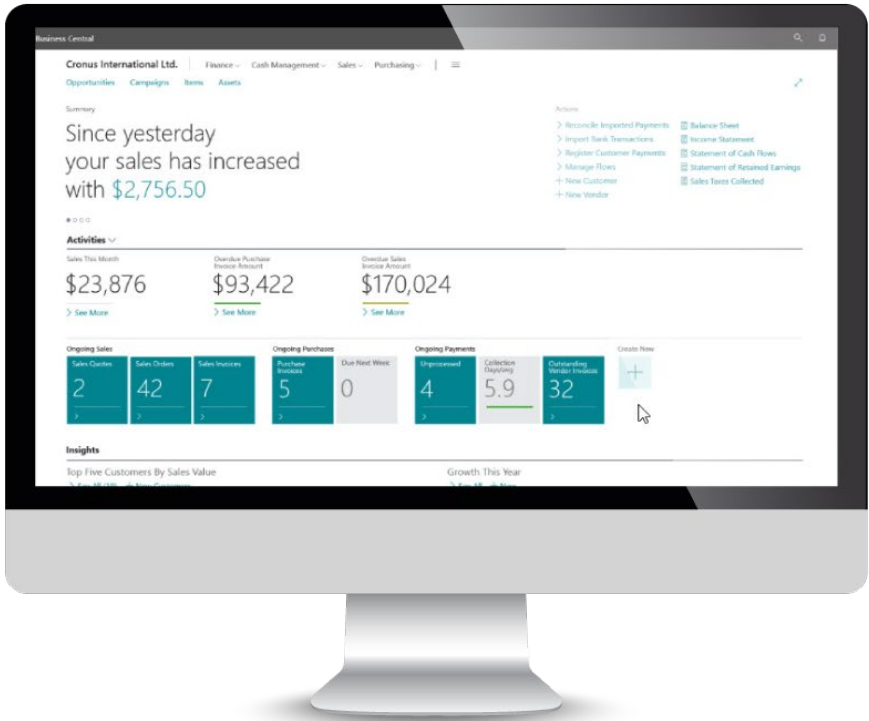 Business Central
Cronus International Ltd.
Finance
Cash Management
Sales
Purchasing
Opportunities
Campaigns
Items
Assets
Summary
Since yesterday
your sales has increased
with $2,756.50
Actions
> Reconcile Imported Payments
> Import Bank Transactions
> Register Customer Payments
> Manage Flows
+ New Customer
+ New Vendor
Balance Sheet
Income Statement
Statement of Cash Flows
Statement of Retained Earnings
Sales Taxes Collected
Activities
Sales This Month
$23,876
> See More
Overdue Purchase
Invoice Amount
$93,422
> See More
Overdue Sales
Invoice Amount
$170,024
> See More
Ongoing Sales
Sales Quotes
2
Sales Orders
42
Sales Invoices
7
Ongoing Purchases
Purchase
Invoices
5
Due Next Week
0
Ongoing Payments
Unprocessed
4
Collection
Days/avg
5.9
Outstanding
Vendor Invoices
32
Create New
+
Insights
Top Five Customers By Sales Value
Growth This Year